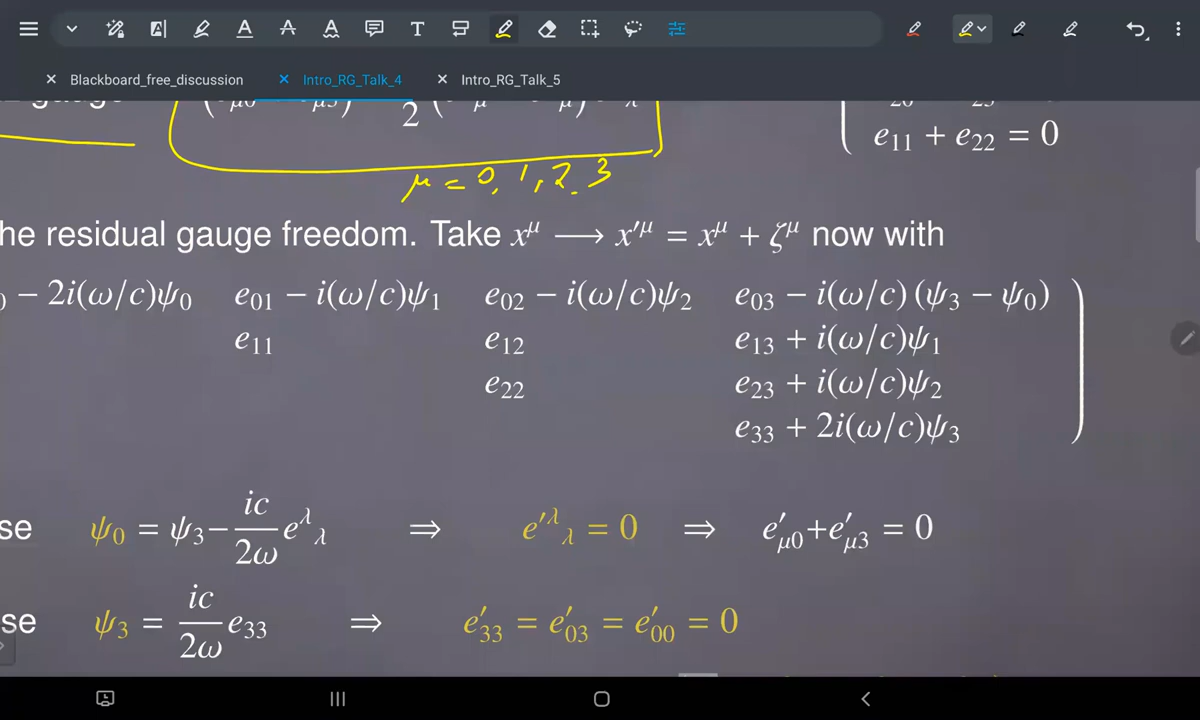 Blackboard_free_discussion Intro_RG_Talk_4 Intro_RG_Talk_5
2
e₁₁ + e₂₂ = 0
μ = 0, 1, 2, 3
he residual gauge freedom. Take x^μ ⟶ x′^μ = x^μ + ζ^μ now with
₀ − 2i(ω/c)ψ₀ e₀₁ − i(ω/c)ψ₁ e₀₂ − i(ω/c)ψ₂ e₀₃ − i(ω/c) (ψ₃ − ψ₀)
e₁₁ e₁₂ e₁₃ + i(ω/c)ψ₁
e₂₂ e₂₃ + i(ω/c)ψ₂
e₃₃ + 2i(ω/c)ψ₃
se ψ₀ = ψ₃ − ic/2ω e^λ_λ ⇒ e′^λ_λ = 0 ⇒ e′_μ0 + e′_μ3 = 0
se ψ₃ = ic/2ω e₃₃ ⇒ e′₃₃ = e′₀₃ = e′₀₀ = 0